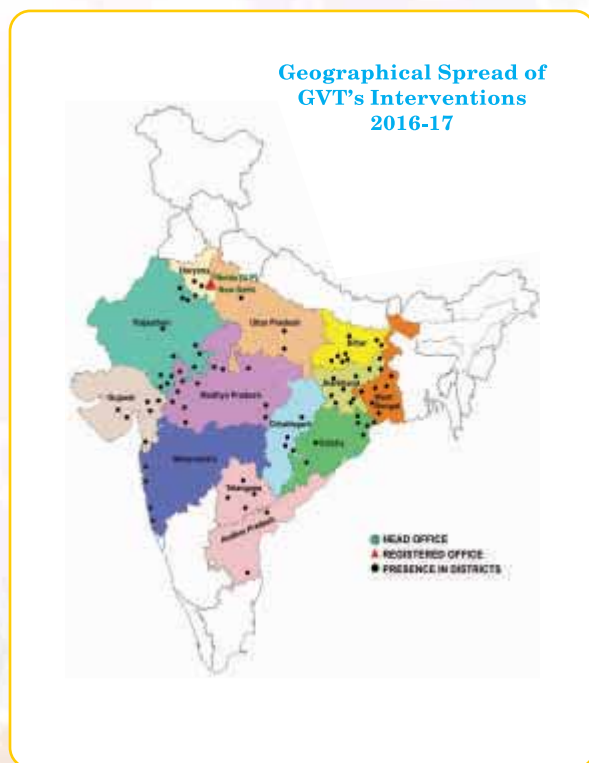 Geographical Spread of
GVT's Interventions
2016-17
Haryana
Noida (U.P)
New Delhi
Rajasthan
Uttar Pradesh
Bihar
Jharkhand
West
Bengal
Gujarat
Madhya Pradesh
Chhattisgarh
Odisha
Maharashtra
Telangana
Andhra Pradesh
HEAD OFFICE
REGISTERED OFFICE
PRESENCE IN DISTRICTS